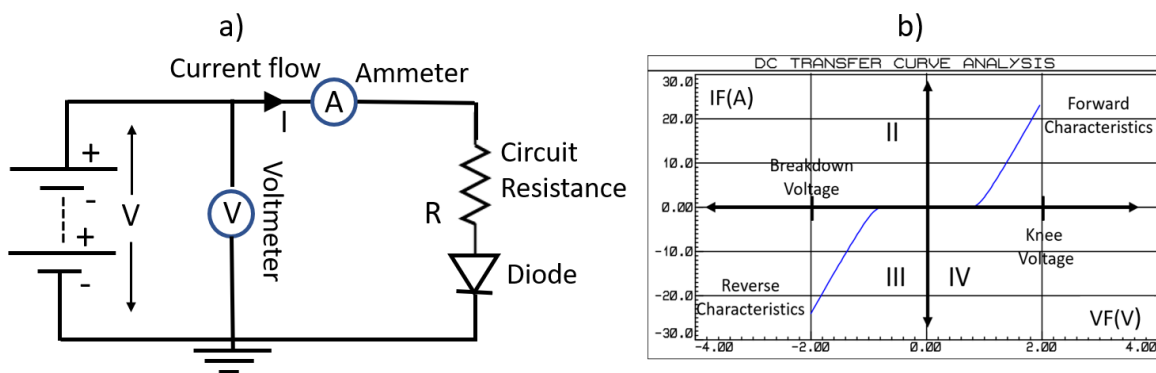 a)
Current flow
Ammeter
A
I
+
-
V
+
-
V
Voltmeter
Circuit
Resistance
R
Diode
b)
DC TRANSFER CURVE ANALYSIS
30.0
20.0
10.0
0.00
-10.0
-20.0
-30.0
IF(A)
II
Forward
Characteristics
Breakdown
Voltage
Knee
Voltage
III
IV
Reverse
Characteristics
VF(V)
-4.00
-2.00
0.00
2.00
4.00